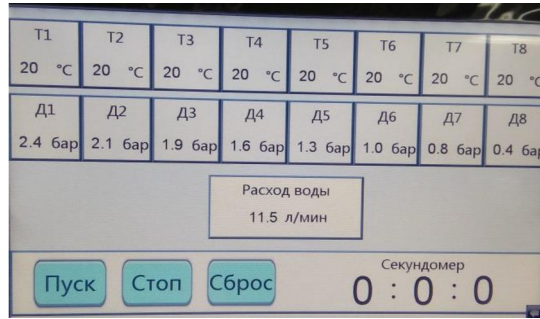 Т1 Т2 Т3 Т4 Т5 Т6 Т7 Т8
20 °C 20 °C 20 °C 20 °C 20 °C 20 °C 20 °C 20 °C
Д1 Д2 Д3 Д4 Д5 Д6 Д7 Д8
2.4 бар 2.1 бар 1.9 бар 1.6 бар 1.3 бар 1.0 бар 0.8 бар 0.4 бар
Расход воды
11.5 л/мин
Секундомер
Пуск Стоп Сброс 0 : 0 : 0